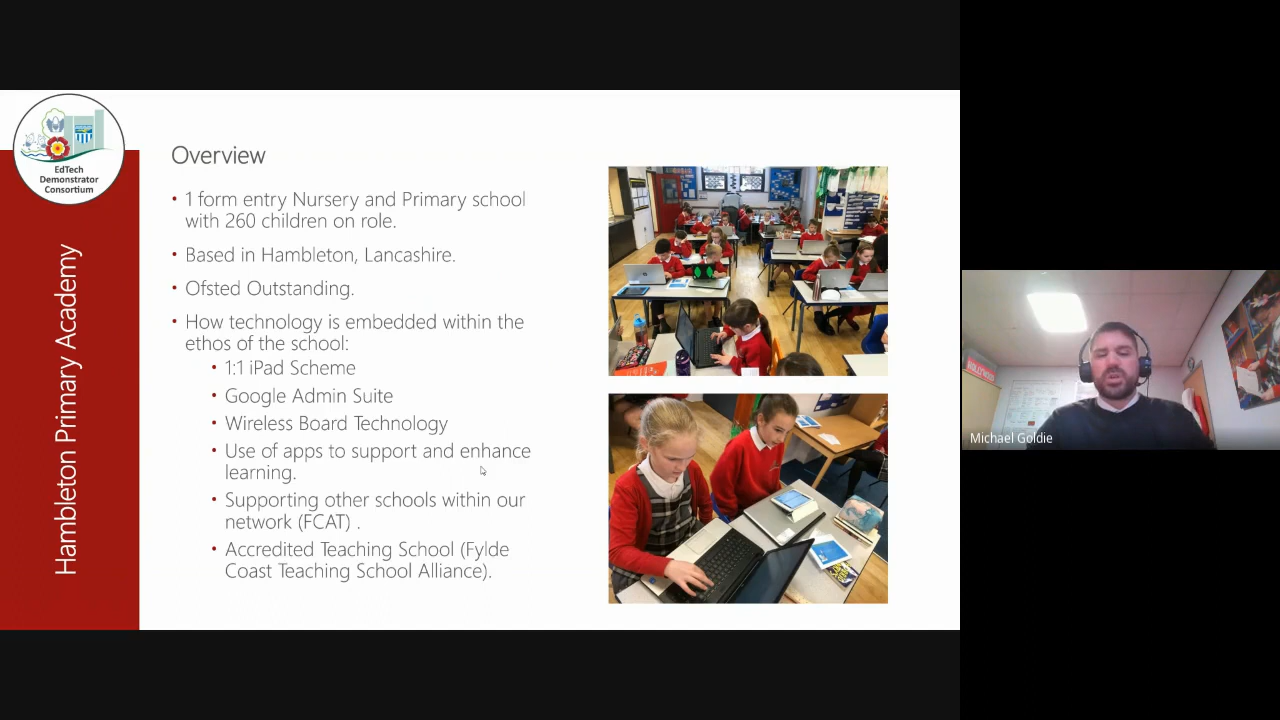 EdTech
Demonstrator
Consortium
Hambleton Primary Academy
Overview
• 1 form entry Nursery and Primary school
with 260 children on role.
• Based in Hambleton, Lancashire.
• Ofsted Outstanding.
• How technology is embedded within the
ethos of the school:
• 1:1 iPad Scheme
• Google Admin Suite
• Wireless Board Technology
• Use of apps to support and enhance
learning.
• Supporting other schools within our
network (FCAT) .
• Accredited Teaching School (Fylde
Coast Teaching School Alliance).
Michael Goldie